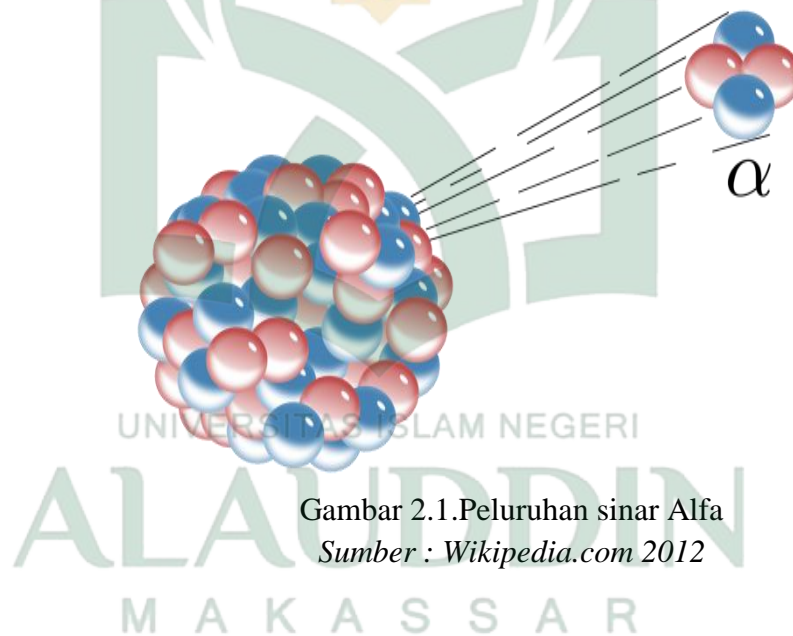 α
UNIVERSITAS ISLAM NEGERI
ALAUDDIN
Gambar 2.1.Peluruhan sinar Alfa
Sumber : Wikipedia.com 2012
MAKASSAR